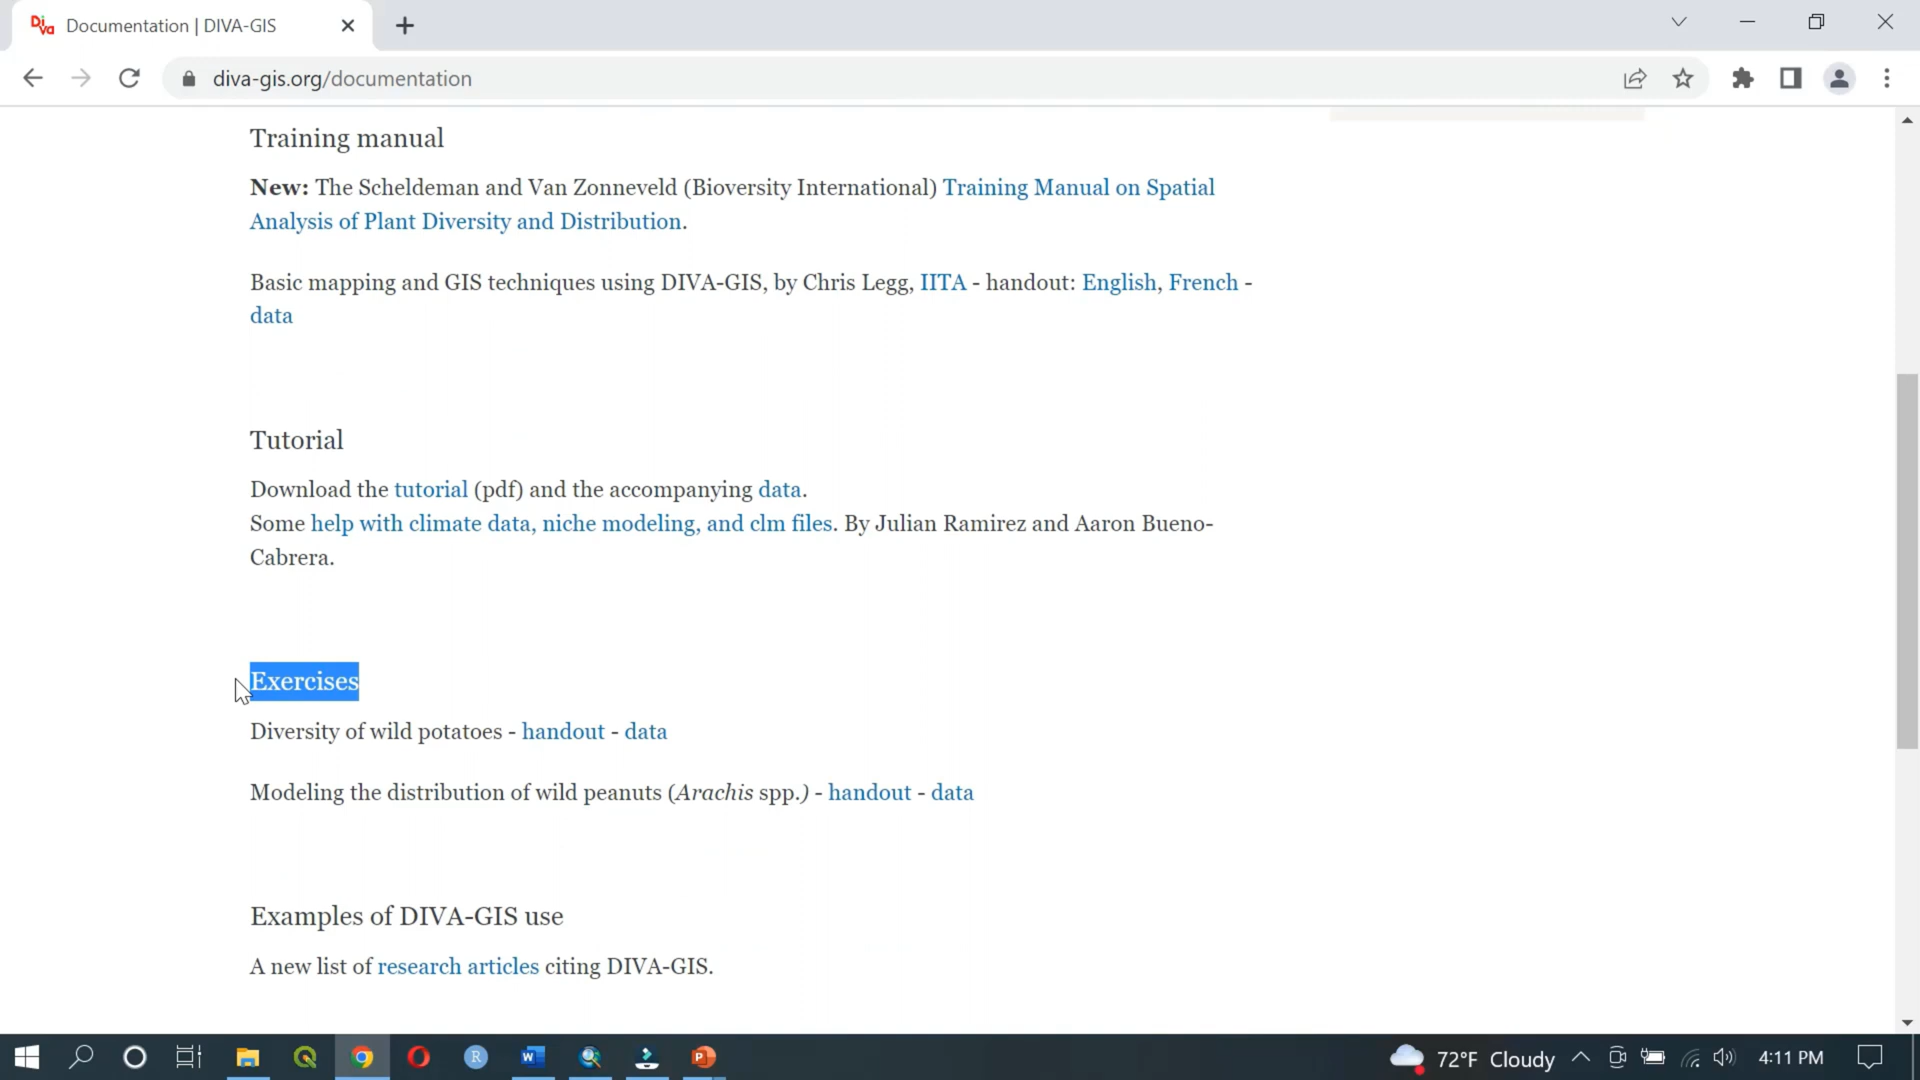 Documentation | DIVA-GIS
diva-gis.org/documentation
Training manual
New: The Scheldeman and Van Zonneveld (Bioversity International) Training Manual on Spatial
Analysis of Plant Diversity and Distribution.
Basic mapping and GIS techniques using DIVA-GIS, by Chris Legg, IITA - handout: English, French -
data
Tutorial
Download the tutorial (pdf) and the accompanying data.
Some help with climate data, niche modeling, and clm files. By Julian Ramirez and Aaron Bueno-
Cabrera.
Exercises
Diversity of wild potatoes - handout - data
Modeling the distribution of wild peanuts (Arachis spp.) - handout - data
Examples of DIVA-GIS use
A new list of research articles citing DIVA-GIS.
72°F Cloudy 4:11 PM